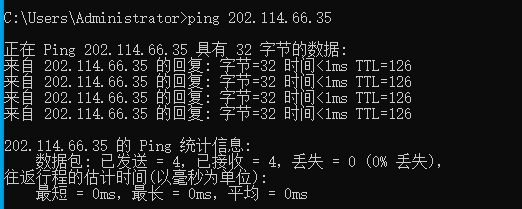 C:\Users\Administrator>ping 202.114.66.35
正在 Ping 202.114.66.35 具有 32 字节的数据:
来自 202.114.66.35 的回复: 字节=32 时间<1ms TTL=126
来自 202.114.66.35 的回复: 字节=32 时间<1ms TTL=126
来自 202.114.66.35 的回复: 字节=32 时间<1ms TTL=126
来自 202.114.66.35 的回复: 字节=32 时间<1ms TTL=126
202.114.66.35 的 Ping 统计信息:
数据包: 已发送 = 4，已接收 = 4，丢失 = 0 (0% 丢失)，
往返行程的估计时间(以毫秒为单位):
最短 = 0ms，最长 = 0ms，平均 = 0ms